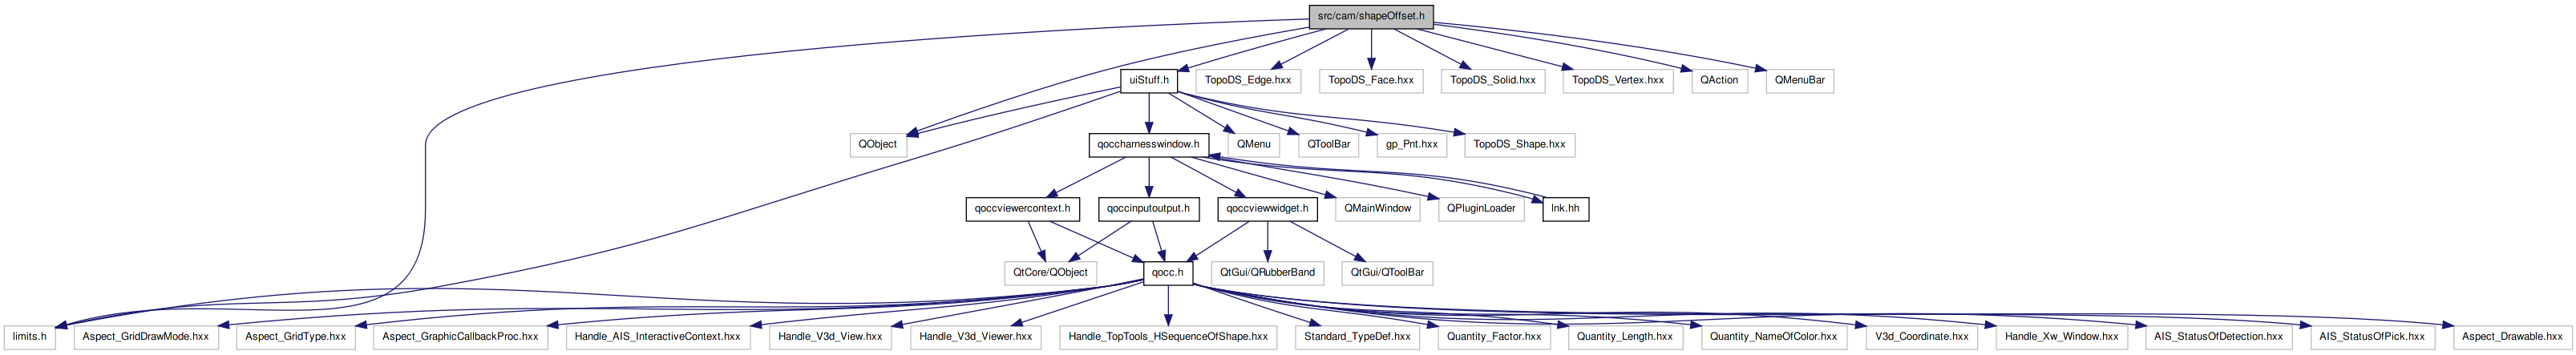 src/cam/shapeOffset.h
uiStuff.h
TopoDS_Edge.hxx
TopoDS_Face.hxx
TopoDS_Solid.hxx
TopoDS_Vertex.hxx
QAction
QMenuBar
QObject
qoccharnesswindow.h
QMenu
QToolBar
gp_Pnt.hxx
TopoDS_Shape.hxx
qoccviewercontext.h
qoccinputoutput.h
qoccviewwidget.h
QMainWindow
QPluginLoader
lnk.hh
QtCore/QObject
qocc.h
QtGui/QRubberBand
QtGui/QToolBar
limits.h
Aspect_GridDrawMode.hxx
Aspect_GridType.hxx
Aspect_GraphicCallbackProc.hxx
Handle_AIS_InteractiveContext.hxx
Handle_V3d_View.hxx
Handle_V3d_Viewer.hxx
Handle_TopTools_HSequenceOfShape.hxx
Standard_TypeDef.hxx
Quantity_Factor.hxx
Quantity_Length.hxx
Quantity_NameOfColor.hxx
V3d_Coordinate.hxx
Handle_Xw_Window.hxx
AIS_StatusOfDetection.hxx
AIS_StatusOfPick.hxx
Aspect_Drawable.hxx